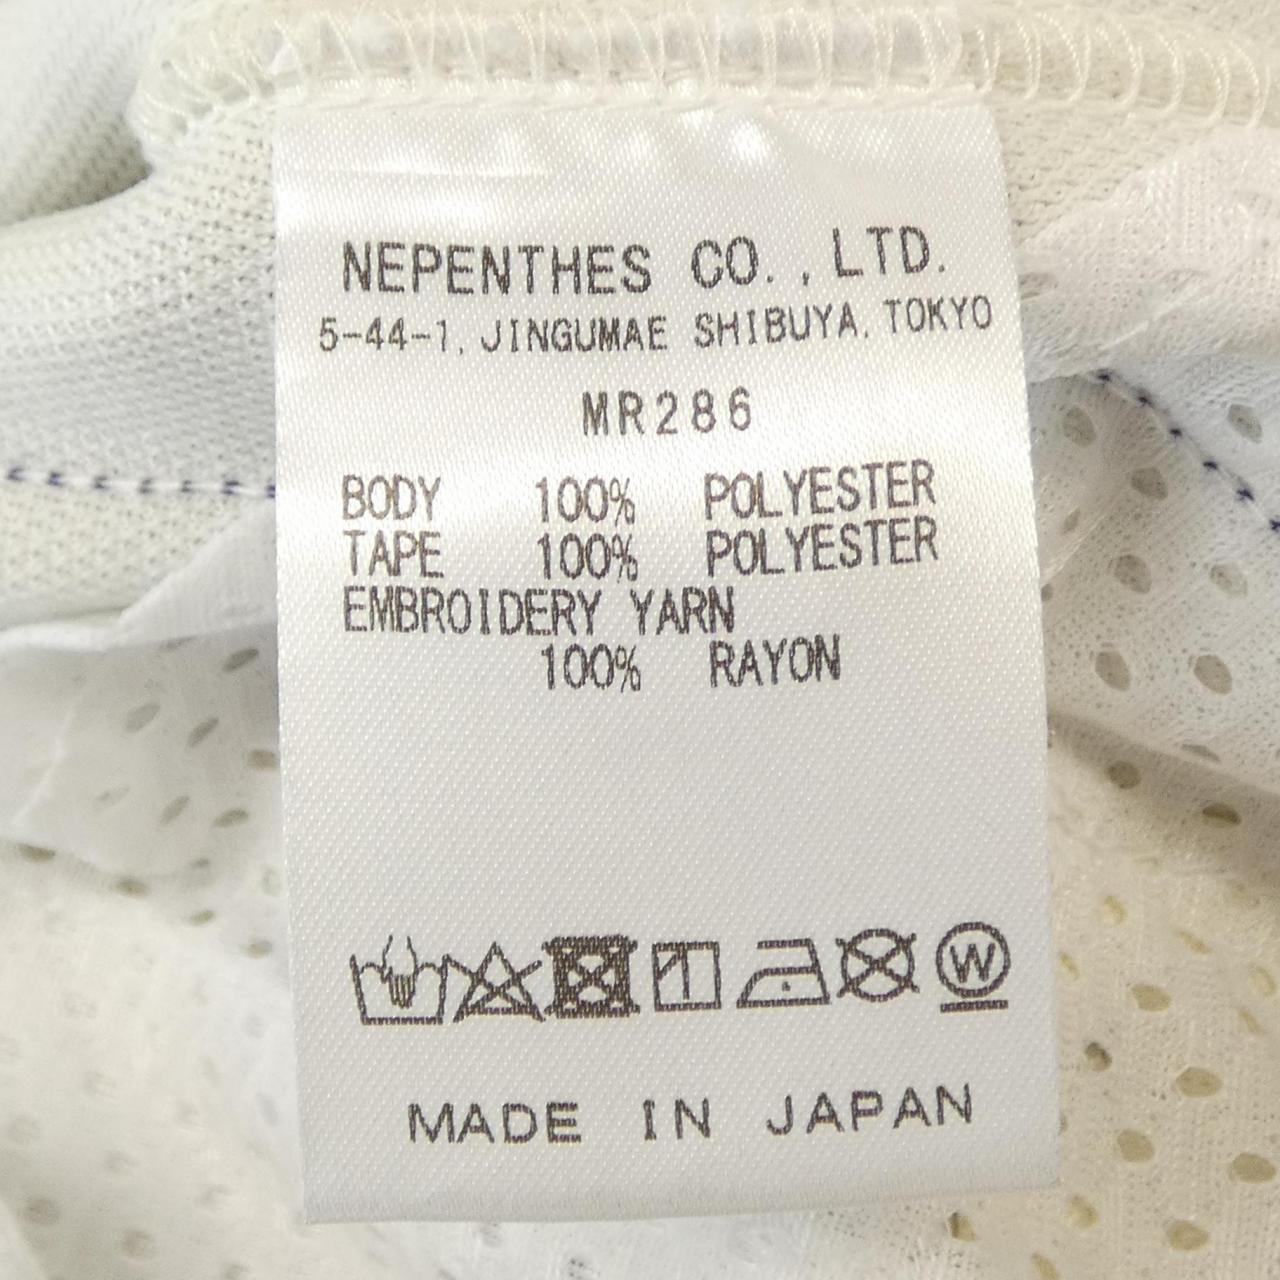 NEPENTHES CO., LTD.
5-44-1, JINGUMAE SHIBUYA, TOKYO
MR286
BODY 100% POLYESTER
TAPE 100% POLYESTER
EMBROIDERY YARN
100% RAYON
W
MADE IN JAPAN